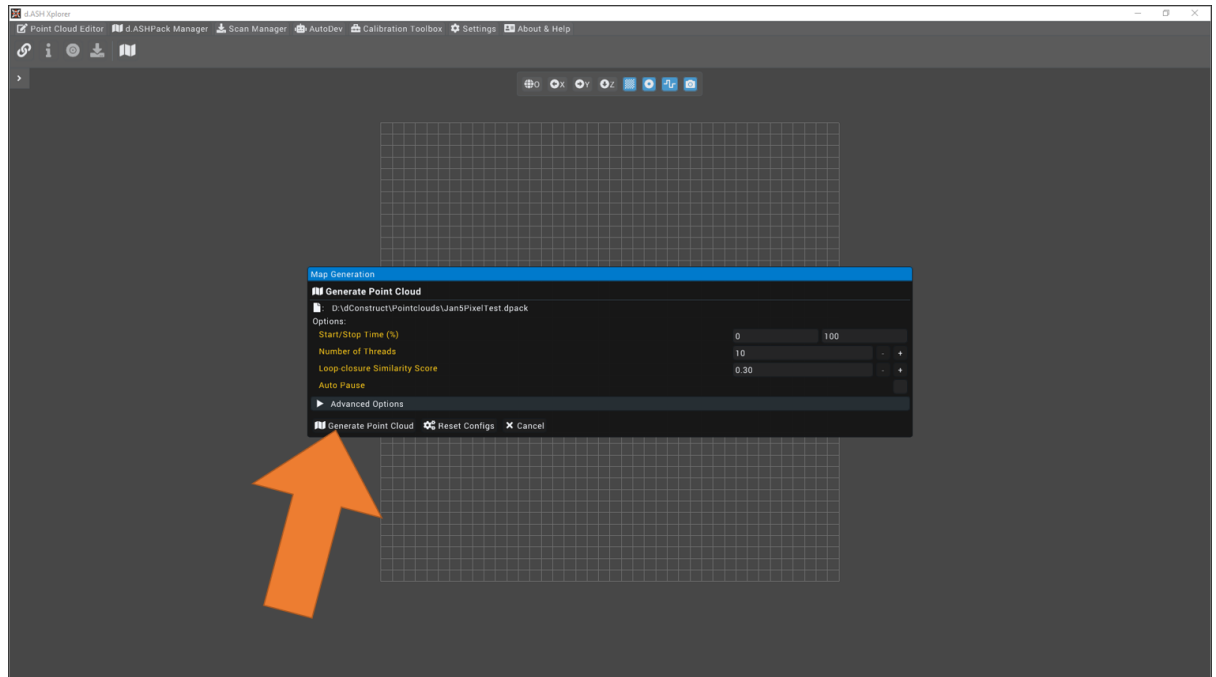 d.ASH Xplorer
Point Cloud Editor d.ASHPack Manager Scan Manager AutoDev Calibration Toolbox Settings About & Help
O X Y Z
Map Generation
Generate Point Cloud
: D:\dConstruct\Pointclouds\Jan5PixelTest.dpack
Options:
Start/Stop Time (%) 0 100
Number of Threads 10 - +
Loop-closure Similarity Score 0.30 - +
Auto Pause
Advanced Options
Generate Point Cloud Reset Configs Cancel